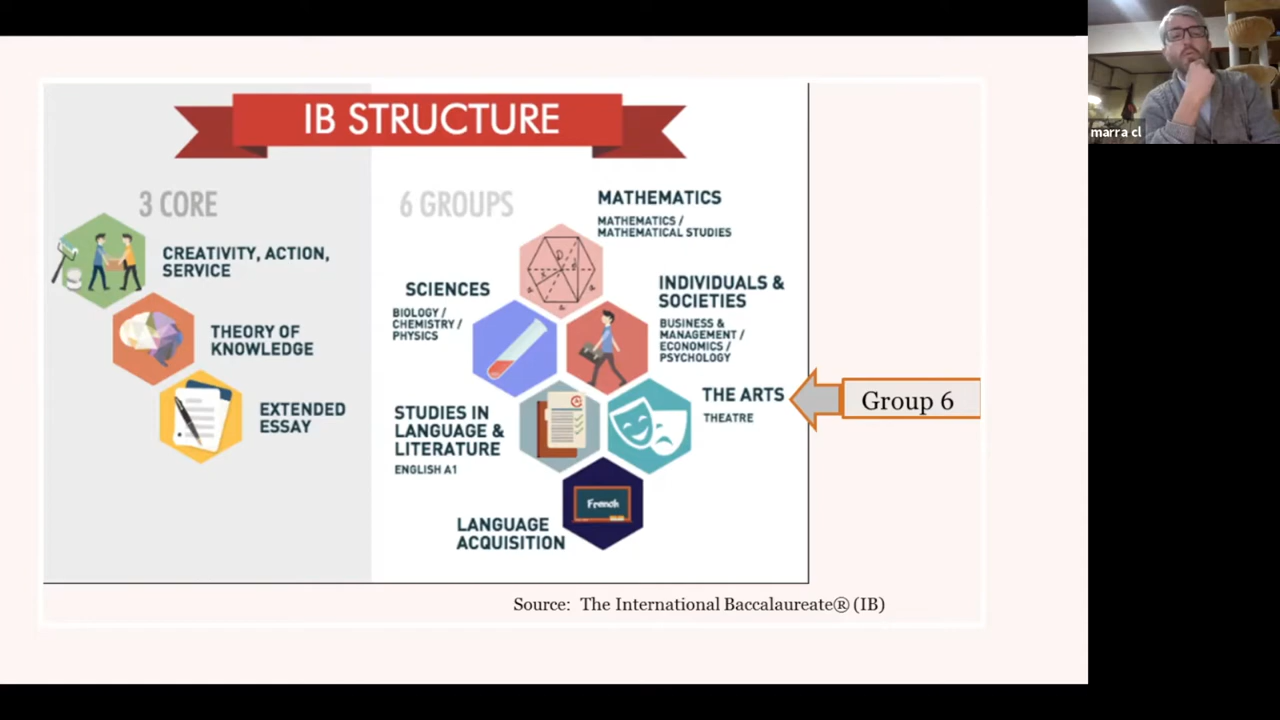 IB STRUCTURE
3 CORE
CREATIVITY, ACTION,
SERVICE
THEORY OF
KNOWLEDGE
EXTENDED
ESSAY
6 GROUPS
MATHEMATICS
MATHEMATICS /
MATHEMATICAL STUDIES
SCIENCES
BIOLOGY /
CHEMISTRY /
PHYSICS
INDIVIDUALS &
SOCIETIES
BUSINESS &
MANAGEMENT /
ECONOMICS /
PSYCHOLOGY
THE ARTS
THEATRE
Group 6
STUDIES IN
LANGUAGE &
LITERATURE
ENGLISH A1
French
LANGUAGE
ACQUISITION
Source: The International Baccalaureate® (IB)
marra cl